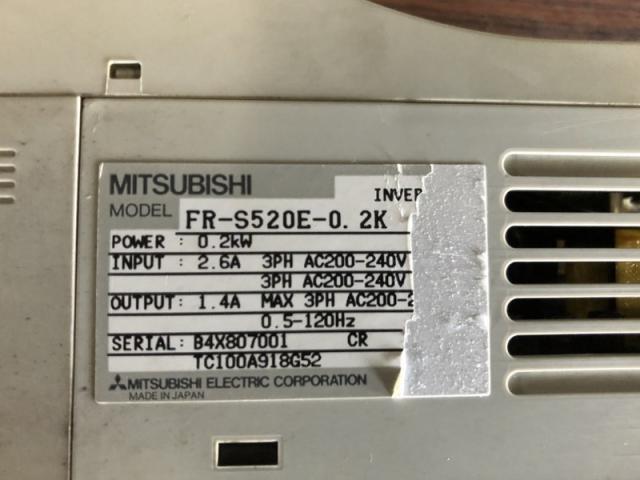 MITSUBISHI
INVER
MODEL FR-S520E-0.2K
POWER : 0.2kW
INPUT : 2.6A 3PH AC200-240V
3PH AC200-240V
OUTPUT: 1.4A MAX 3PH AC200-2
0.5-120Hz
SERIAL: B4X807001 CR
TC100A918G52
MITSUBISHI ELECTRIC CORPORATION
MADE IN JAPAN